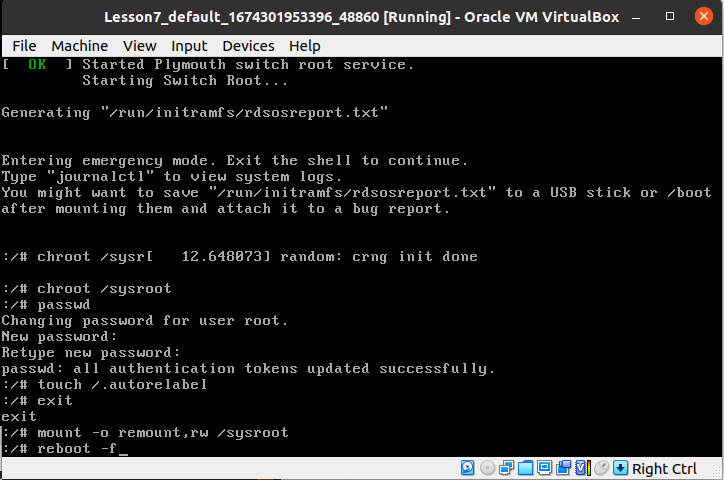 Lesson7_default_1674301953396_48860 [Running] - Oracle VM VirtualBox
File Machine View Input Devices Help
[  OK  ] Started Plymouth switch root service.
         Starting Switch Root...
Generating "/run/initramfs/rdsosreport.txt"
Entering emergency mode. Exit the shell to continue.
Type "journalctl" to view system logs.
You might want to save "/run/initramfs/rdsosreport.txt" to a USB stick or /boot
after mounting them and attach it to a bug report.
:/# chroot /sysr[   12.648073] random: crng init done
:/# chroot /sysroot
:/# passwd
Changing password for user root.
New password:
Retype new password:
passwd: all authentication tokens updated successfully.
:/# touch /.autorelabel
:/# exit
exit
:/# mount -o remount,rw /sysroot
:/# reboot -f_
Right Ctrl